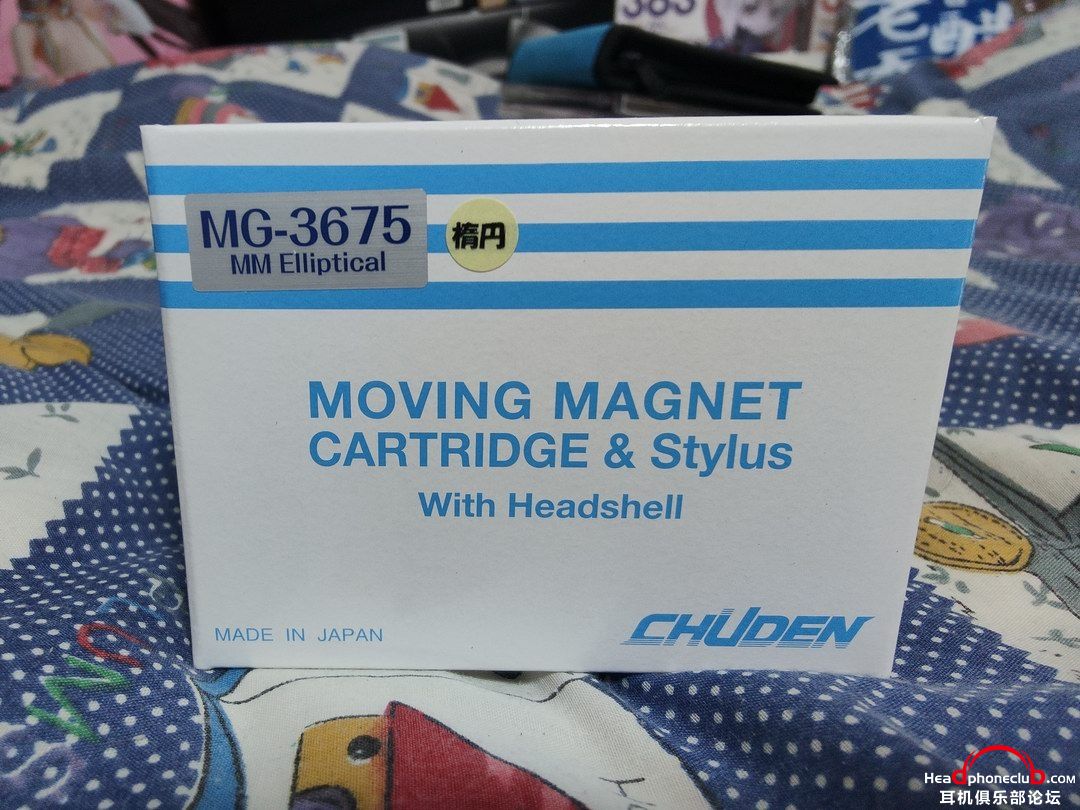 383
MG-3675
MM Elliptical
楕円
MOVING MAGNET
CARTRIDGE & Stylus
With Headshell
MADE IN JAPAN
CHUDEN
Headphoneclub.com
耳机俱乐部论坛